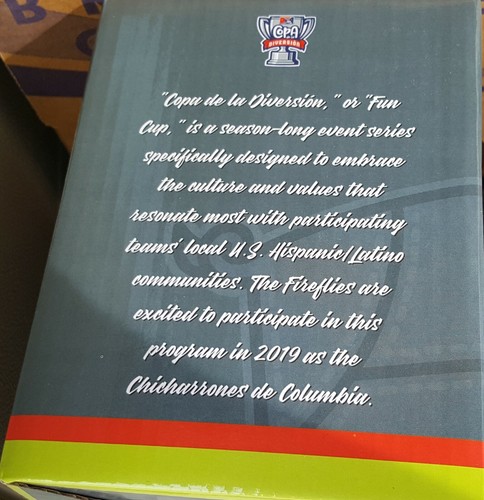 COPA
DIVERSIÓN
"Copa de la Diversión," or "Fun
Cup," is a season-long event series
specifically designed to embrace
the culture and values that
resonate most with participating
teams' local U.S. Hispanic/Latino
communities. The Fireflies are
excited to participate in this
program in 2019 as the
Chicharrones de Columbia.